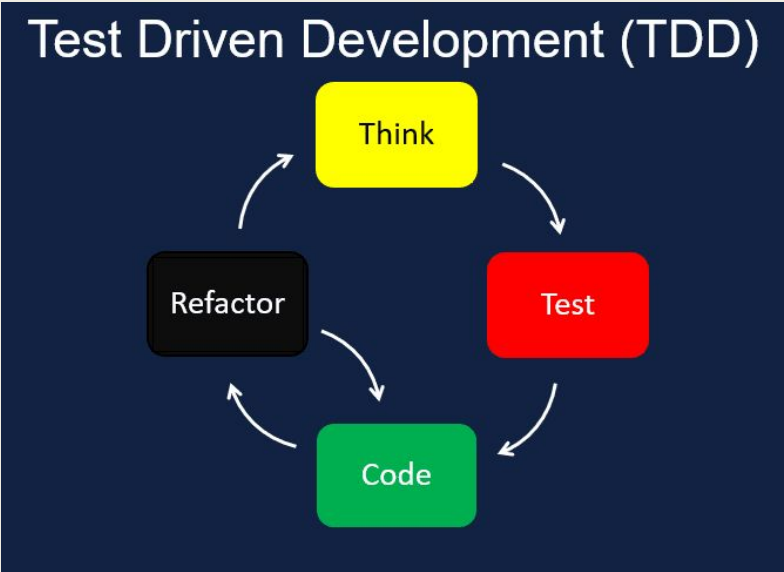 Test Driven Development (TDD)
Think
Refactor
Test
Code